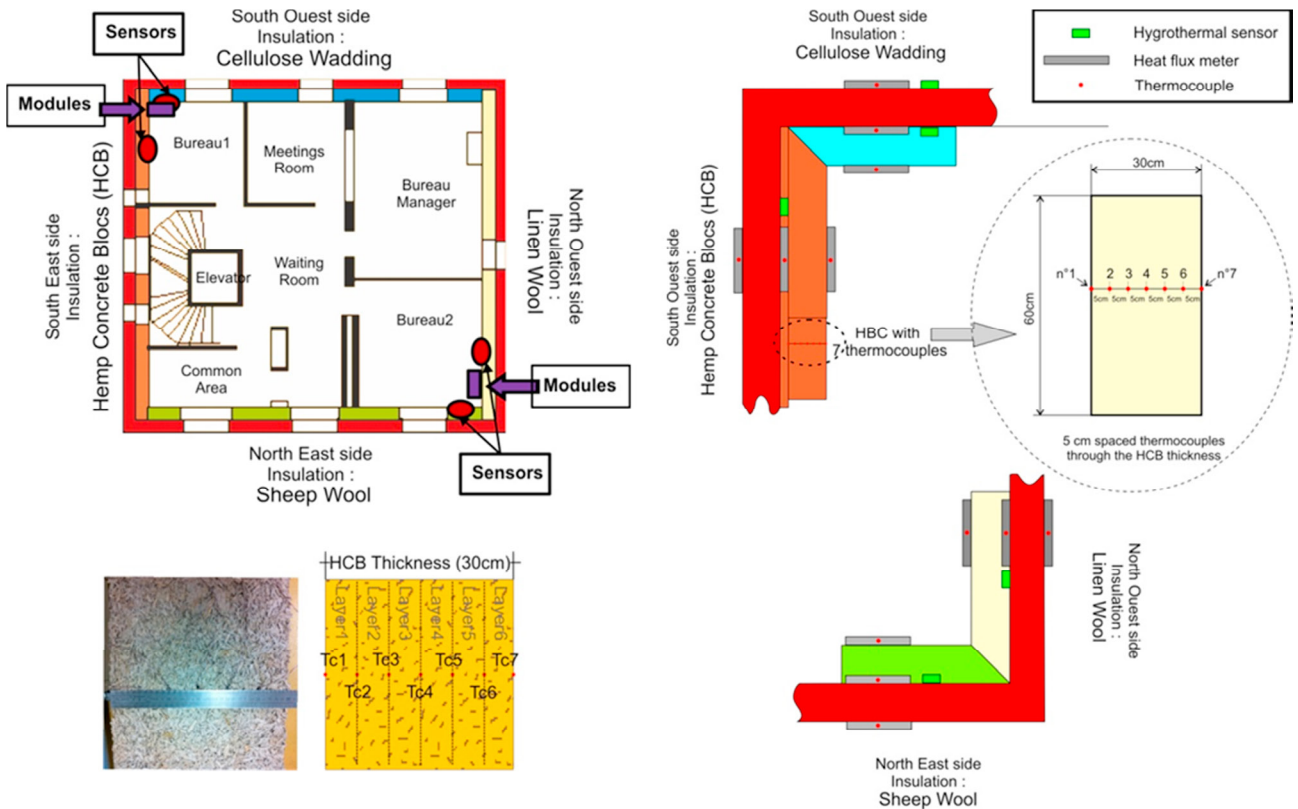 South Ouest side
Insulation :
Cellulose Wadding
Sensors
Modules
Bureau1
Meetings
Room
Bureau
Manager
Elevator
Waiting
Room
Bureau2
Common
Area
South East side
Insulation :
Hemp Concrete Blocs (HCB)
North Ouest side
Insulation :
Linen Wool
Modules
Sensors
North East side
Insulation :
Sheep Wool
HCB Thickness (30cm)
Layer1
Layer2
Layer3
Layer4
Layer5
Layer6
Tc1
Tc3
Tc5
Tc7
Tc2
Tc4
Tc6
South Ouest side
Insulation :
Cellulose Wadding
Hygrothermal sensor
Heat flux meter
Thermocouple
South Ouest side
Insulation :
Hemp Concrete Blocs (HCB)
HBC with
7 thermocouples
30cm
60cm
n°1
2
3
4
5
6
n°7
5cm
5cm
5cm
5cm
5cm
5cm
5 cm spaced thermocouples
through the HCB thickness
North Ouest side
Insulation :
Linen Wool
North East side
Insulation :
Sheep Wool